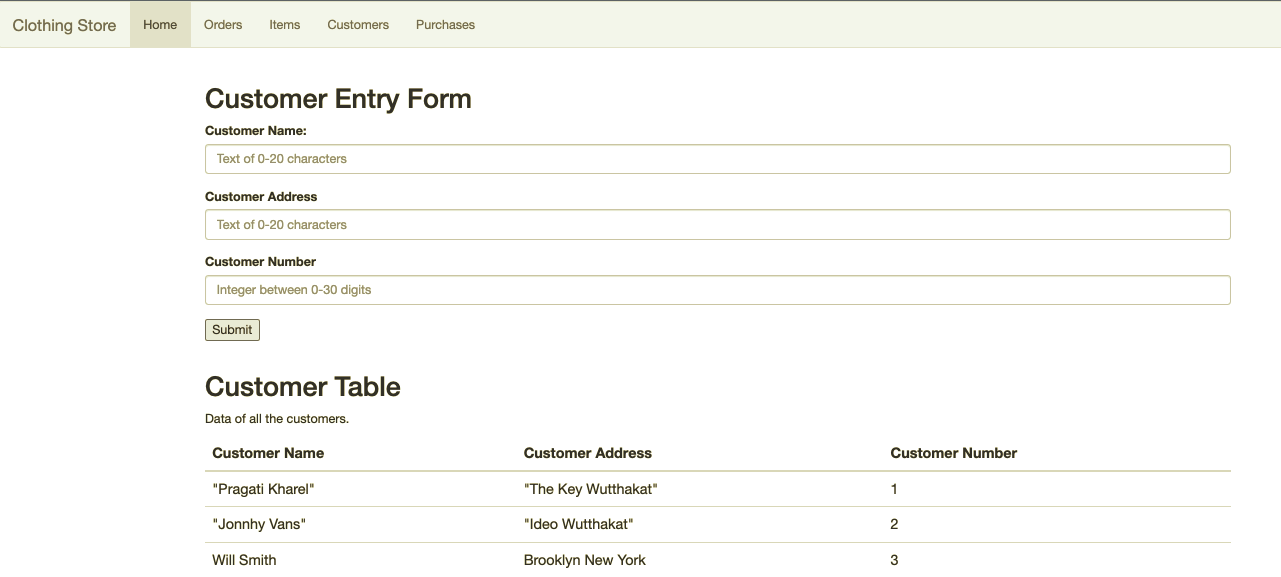 Clothing Store Home Orders Items Customers Purchases
Customer Entry Form
Customer Name:
Text of 0-20 characters
Customer Address
Text of 0-20 characters
Customer Number
Integer between 0-30 digits
Submit
Customer Table
Data of all the customers.
Customer Name Customer Address Customer Number
"Pragati Kharel" "The Key Wutthakat" 1
"Jonnhy Vans" "Ideo Wutthakat" 2
Will Smith Brooklyn New York 3